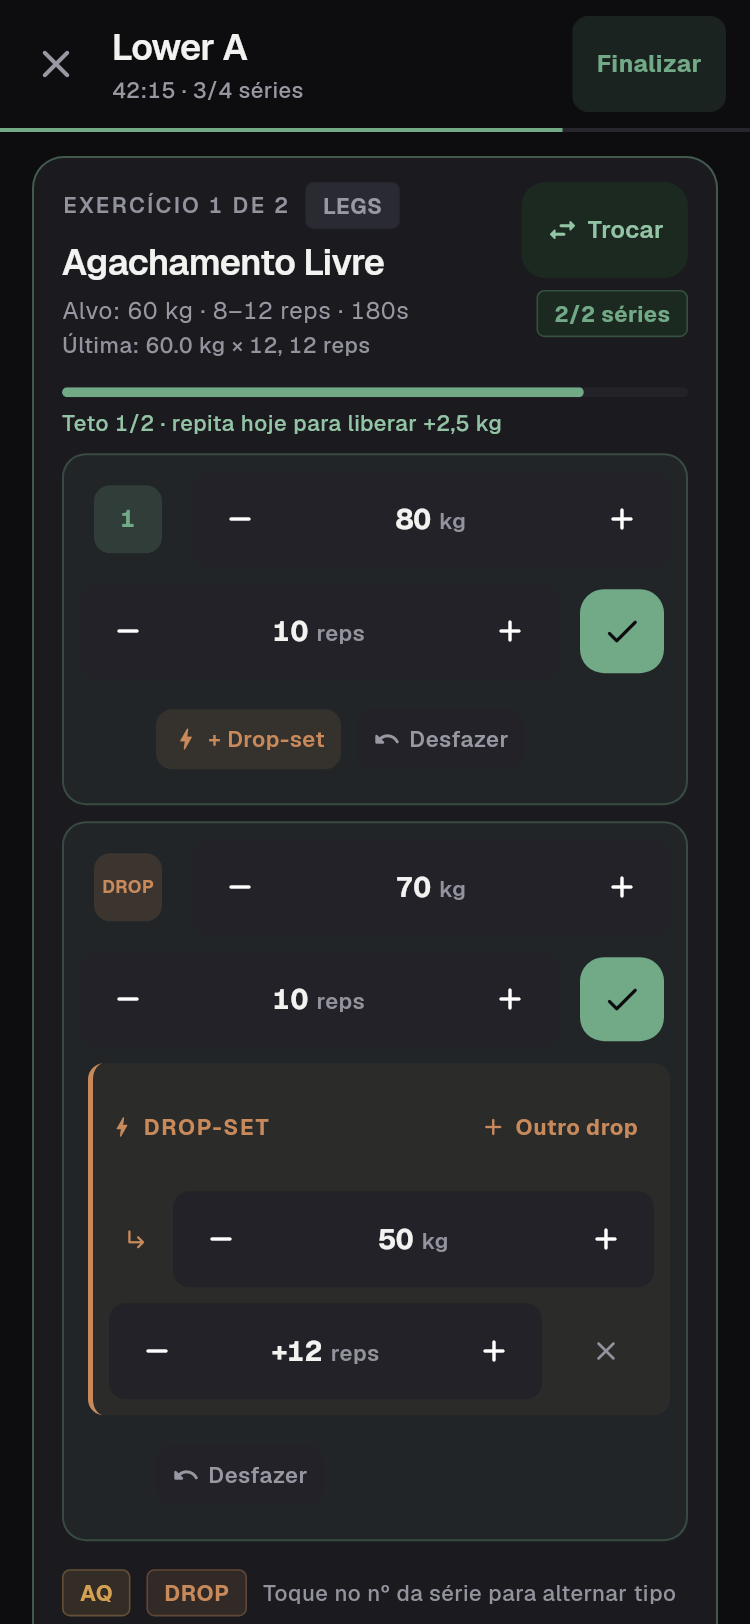 Lower A
42:15 · 3/4 séries
Finalizar
EXERCÍCIO 1 DE 2
LEGS
Trocar
Agachamento Livre
Alvo: 60 kg · 8–12 reps · 180s
2/2 séries
Última: 60.0 kg × 12, 12 reps
Teto 1/2 · repita hoje para liberar +2,5 kg
1
− 80 kg +
− 10 reps +
+ Drop-set
Desfazer
DROP
− 70 kg +
− 10 reps +
DROP-SET
+ Outro drop
− 50 kg +
− +12 reps +
Desfazer
AQ
DROP
Toque no nº da série para alternar tipo